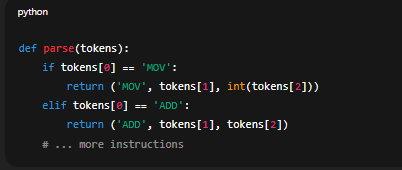 python
def parse(tokens):
    if tokens[0] == 'MOV':
        return ('MOV', tokens[1], int(tokens[2]))
    elif tokens[0] == 'ADD':
        return ('ADD', tokens[1], tokens[2])
    # ... more instructions